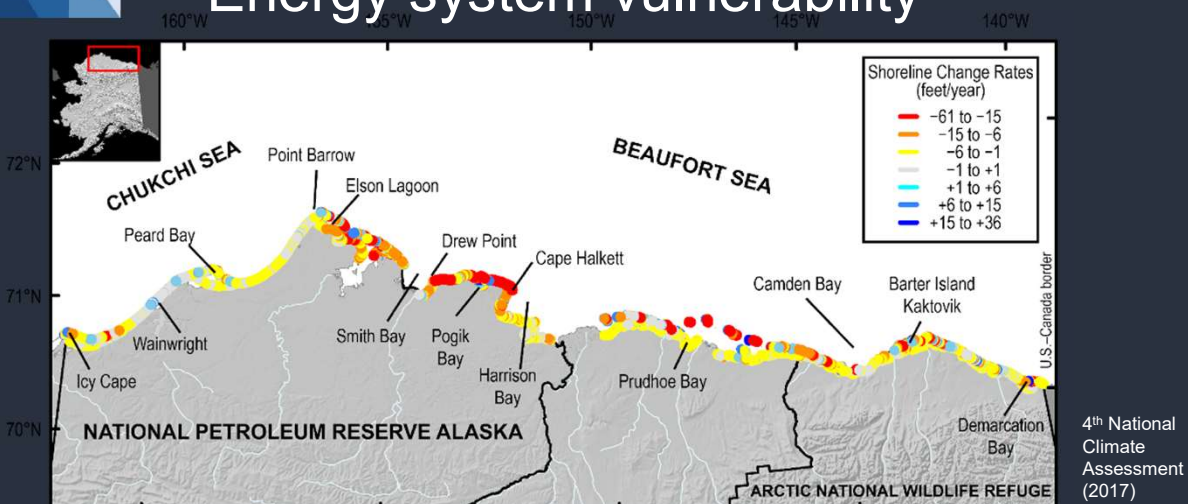 Energy system vulnerability
160°W
155°W
150°W
145°W
140°W
Shoreline Change Rates
(feet/year)
−61 to −15
−15 to −6
−6 to −1
−1 to +1
+1 to +6
+6 to +15
+15 to +36
72°N
71°N
70°N
CHUKCHI SEA
BEAUFORT SEA
Point Barrow
Elson Lagoon
Peard Bay
Drew Point
Cape Halkett
Camden Bay
Barter Island
Kaktovik
U.S.–Canada border
Wainwright
Smith Bay
Pogik
Bay
Icy Cape
Harrison
Bay
Prudhoe Bay
Demarcation
Bay
NATIONAL PETROLEUM RESERVE ALASKA
ARCTIC NATIONAL WILDLIFE REFUGE
4th National
Climate
Assessment
(2017)